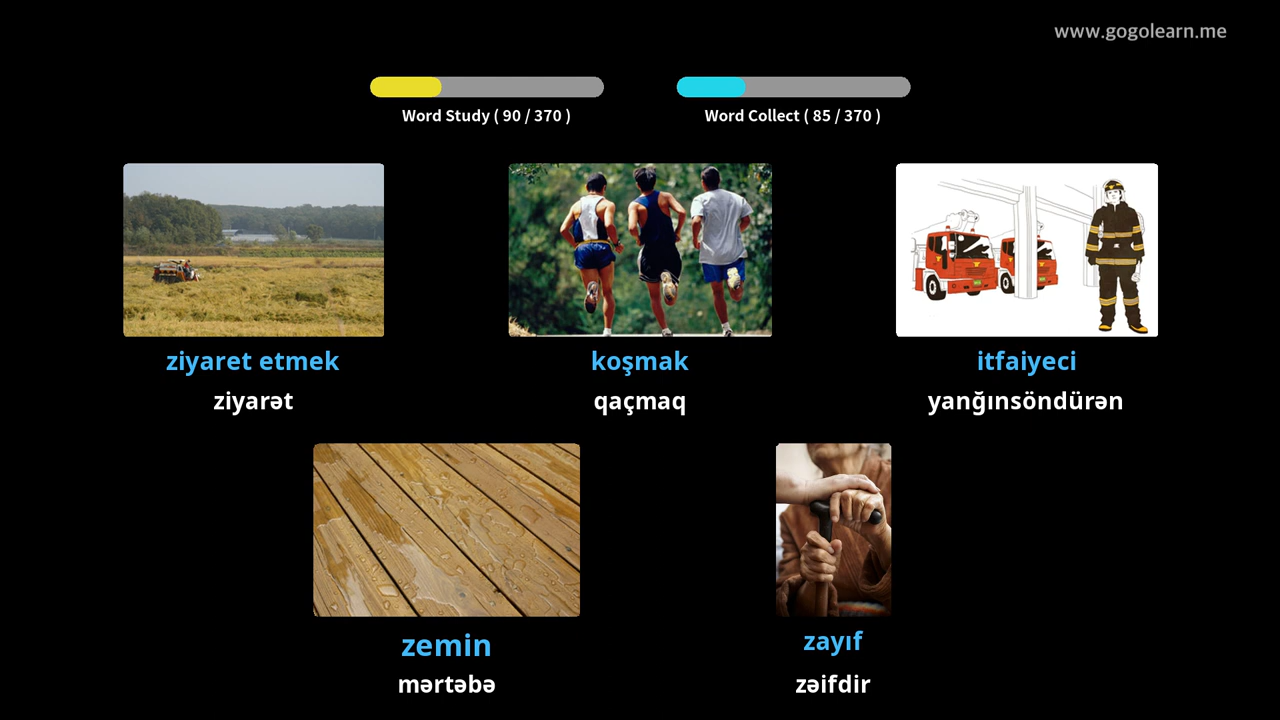 www.gogolearn.me
Word Study ( 90 / 370 )
Word Collect ( 85 / 370 )
ziyaret etmek
ziyarət
koşmak
qaçmaq
itfaiyeci
yanğınsöndürən
zemin
mərtəbə
zayıf
zəifdir